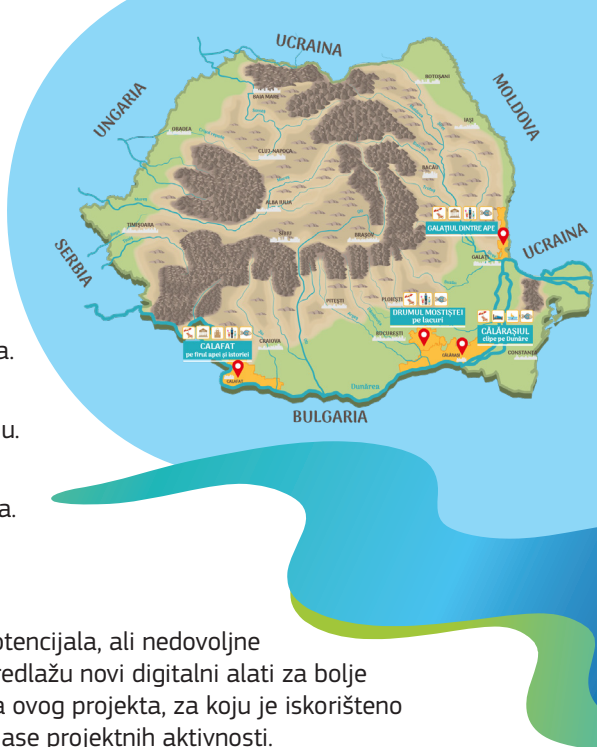 UCRAINA
UNGARIA
MOLDOVA
BOTOȘANI
BAIA MARE
ORADEA
IAȘI
CLUJ-NAPOCA
BACĂU
ALBA IULIA
TIMIȘOARA
SIBIU
BRAȘOV
GALAȚIUL DINTRE APE
GALAȚI
UCRAINA
SERBIA
PITEȘTI
PLOIEȘTI
DRUMUL MOSTIȘTEI
pe lacuri
BUCUREȘTI
CĂLĂRAȘIUL
clipe pe Dunăre
CĂLĂRAȘI
CONSTANȚA
CRAIOVA
CALAFAT
pe firul apei și istoriei
CALAFAT
Dunărea
BULGARIA
a.
u.
a.
otencijala, ali nedovoljne
redlažu novi digitalni alati za bolje
a ovog projekta, za koju je iskorišteno
ase projektnih aktivnosti.